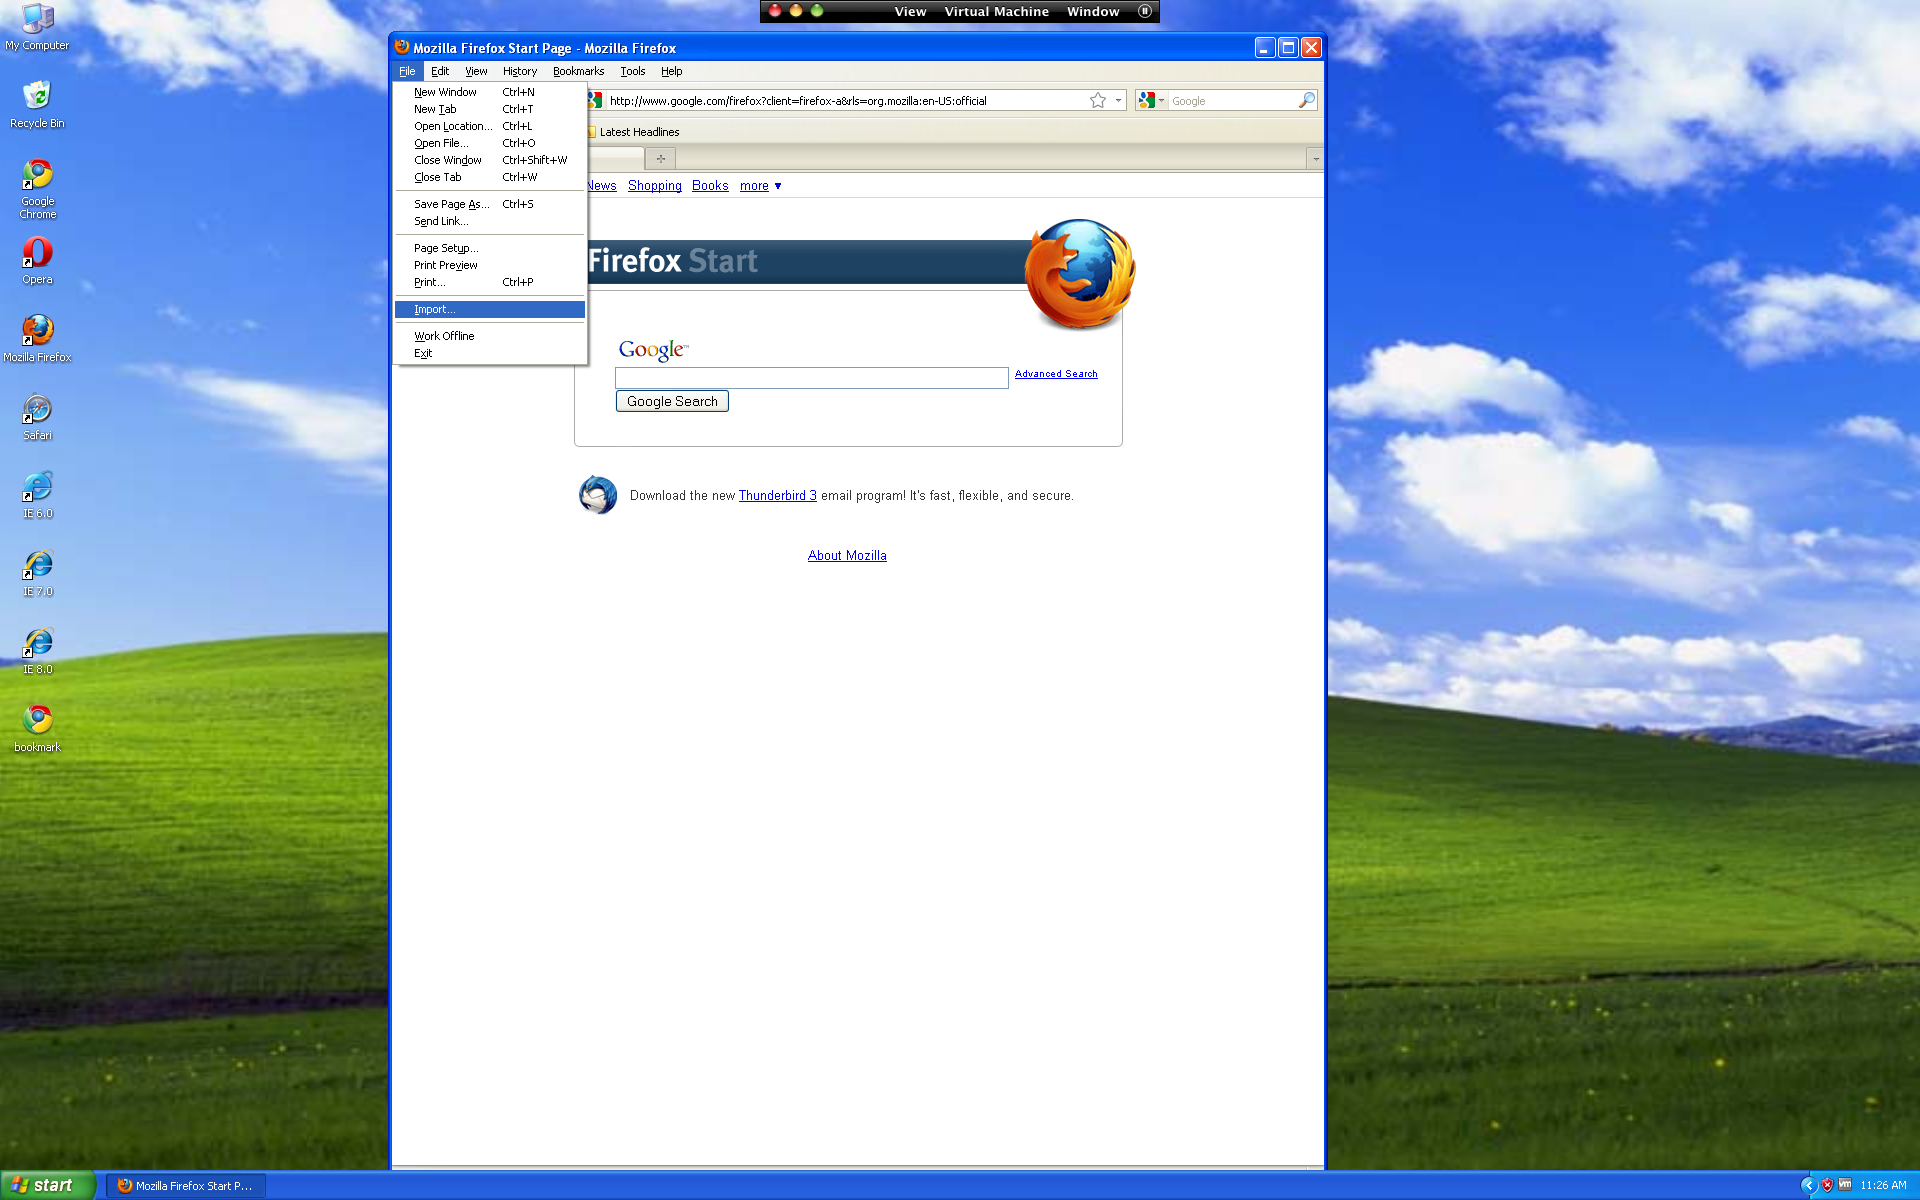 View Virtual Machine Window
My Computer
Recycle Bin
Google
Chrome
Opera
Mozilla Firefox
Safari
IE 6.0
IE 7.0
IE 8.0
bookmark
Mozilla Firefox Start Page - Mozilla Firefox
File Edit View History Bookmarks Tools Help
New Window Ctrl+N
New Tab Ctrl+T
Open Location... Ctrl+L
Open File... Ctrl+O
Close Window Ctrl+Shift+W
Close Tab Ctrl+W
Save Page As... Ctrl+S
Send Link...
Page Setup...
Print Preview
Print... Ctrl+P
Import...
Work Offline
Exit
http://www.google.com/firefox?client=firefox-a&rls=org.mozilla:en-US:official
Google
Latest Headlines
News Shopping Books more ▼
Firefox Start
Google™
Advanced Search
Google Search
Download the new Thunderbird 3 email program! It's fast, flexible, and secure.
About Mozilla
start
Mozilla Firefox Start P...
vm
11:26 AM